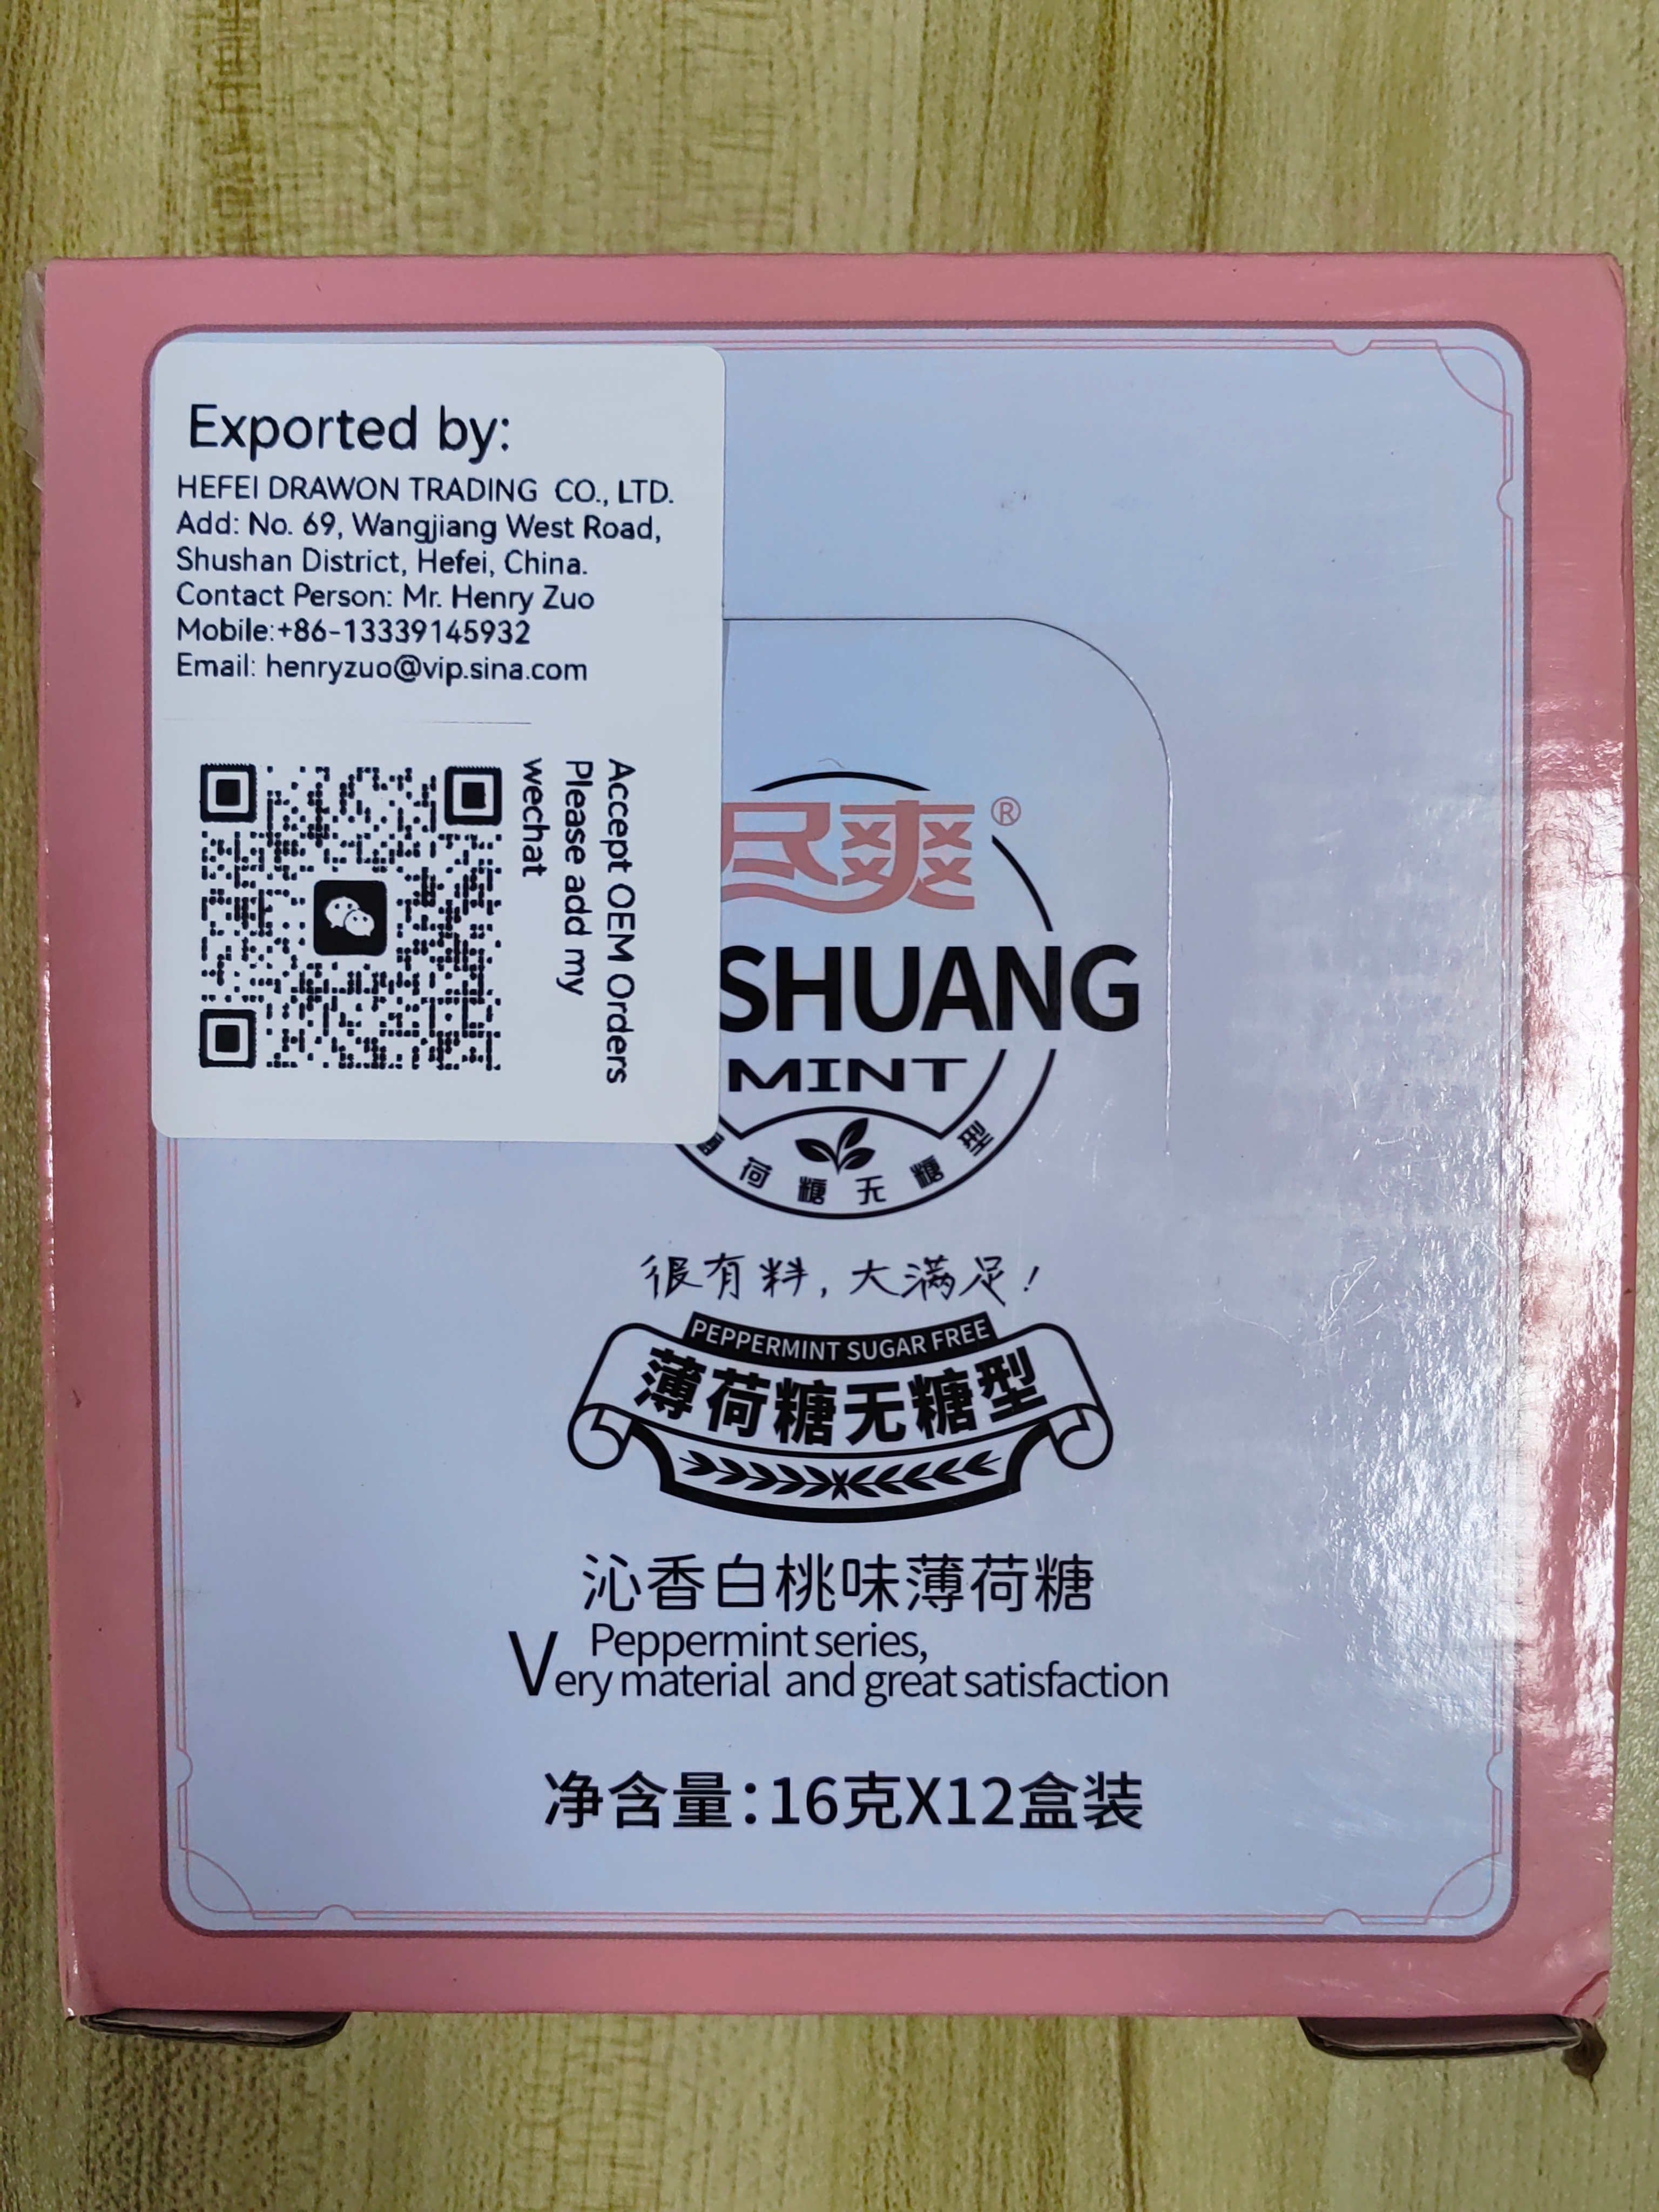 Exported by:
HEFEI DRAWON TRADING CO., LTD.
Add: No. 69, Wangjiang West Road,
Shushan District, Hefei, China.
Contact Person: Mr. Henry Zuo
Mobile:+86-13339145932
Email: henryzuo@vip.sina.com
Accept OEM Orders
Please add my
wechat
尽爽®
SHUANG
MINT
荷糖无糖型
很有料,大满足!
PEPPERMINT SUGAR FREE
薄荷糖无糖型
沁香白桃味薄荷糖
Peppermint series,
Very material and great satisfaction
净含量:16克X12盒装